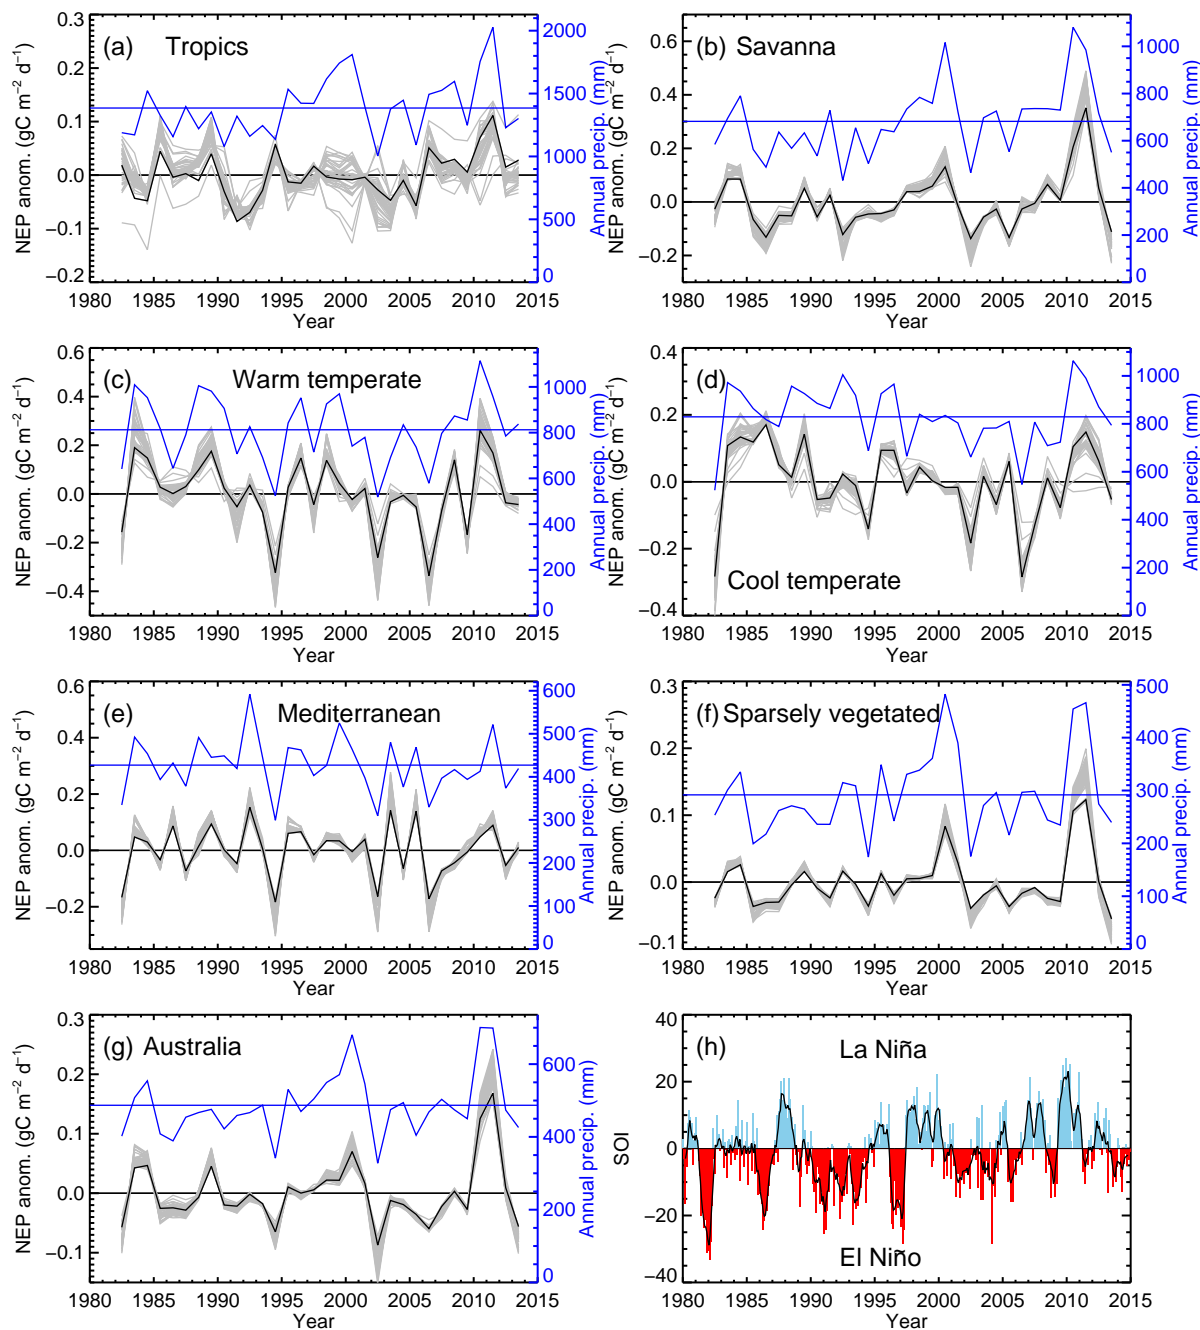 (a) Tropics
NEP anom. (gC m⁻² d⁻¹)
0.3
0.2
0.1
0.0
−0.1
−0.2
2000
1500
1000
500
0
Annual precip. (mm)
1980 1985 1990 1995 2000 2005 2010 2015
Year
(b) Savanna
NEP anom. (gC m⁻² d⁻¹)
0.6
0.4
0.2
0.0
−0.2
1000
800
600
400
200
0
Annual precip. (mm)
1980 1985 1990 1995 2000 2005 2010 2015
Year
(c) Warm temperate
NEP anom. (gC m⁻² d⁻¹)
0.6
0.4
0.2
0.0
−0.2
−0.4
1000
800
600
400
200
0
Annual precip. (mm)
1980 1985 1990 1995 2000 2005 2010 2015
Year
(d)
Cool temperate
NEP anom. (gC m⁻² d⁻¹)
0.4
0.2
0.0
−0.2
−0.4
1000
800
600
400
200
0
Annual precip. (mm)
1980 1985 1990 1995 2000 2005 2010 2015
Year
(e) Mediterranean
NEP anom. (gC m⁻² d⁻¹)
0.6
0.4
0.2
0.0
−0.2
600
500
400
300
200
100
0
Annual precip. (mm)
1980 1985 1990 1995 2000 2005 2010 2015
Year
(f) Sparsely vegetated
NEP anom. (gC m⁻² d⁻¹)
0.3
0.2
0.1
0.0
−0.1
500
400
300
200
100
0
Annual precip. (mm)
1980 1985 1990 1995 2000 2005 2010 2015
Year
(g) Australia
NEP anom. (gC m⁻² d⁻¹)
0.3
0.2
0.1
0.0
−0.1
600
400
200
0
Annual precip. (mm)
1980 1985 1990 1995 2000 2005 2010 2015
Year
(h)
La Niña
El Niño
SOI
40
20
0
−20
−40
1980 1985 1990 1995 2000 2005 2010 2015
Year